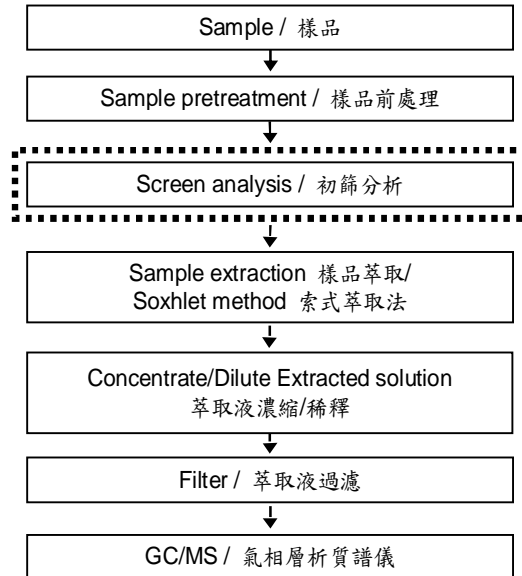 Sample / 樣品
Sample pretreatment / 樣品前處理
Screen analysis / 初篩分析
Sample extraction 樣品萃取/
Soxhlet method 索式萃取法
Concentrate/Dilute Extracted solution
萃取液濃縮/稀釋
Filter / 萃取液過濾
GC/MS / 氣相層析質譜儀